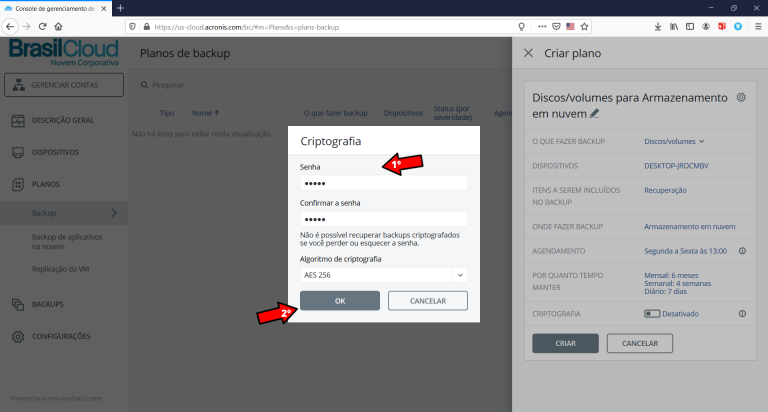 Console de gerenciamento de
https://us-cloud.acronis.com/bc/#m=Plans&s=plans-backup
BrasilCloud
Nuvem Corporativa
GERENCIAR CONTAS
DESCRIÇÃO GERAL
DISPOSITIVOS
PLANOS
Backup
Backup de aplicativos
na nuvem
Replicação da VM
BACKUPS
CONFIGURAÇÕES
Powered by Acronis AnyData Engine
Planos de backup
Pesquisar
Tipo Nome O que fazer backup Dispositivos Status (por
severidade)
Agen
Não há itens para exibir nesta visualização.
Criptografia
Senha
1º
•••••
Confirmar a senha
•••••
Não é possível recuperar backups criptografados
se você perder ou esquecer a senha.
Algoritmo de criptografia
AES 256
OK CANCELAR
2º
Criar plano
Discos/volumes para Armazenamento
em nuvem
O QUE FAZER BACKUP Discos/volumes
DISPOSITIVOS DESKTOP-JROCMBV
ITENS A SEREM INCLUÍDOS
NO BACKUP
Recuperação
ONDE FAZER BACKUP Armazenamento em nuvem
AGENDAMENTO Segunda a Sexta às 13:00
POR QUANTO TEMPO
MANTER
Mensal: 6 meses
Semanal: 4 semanas
Diário: 7 dias
CRIPTOGRAFIA Desativado
CRIAR CANCELAR